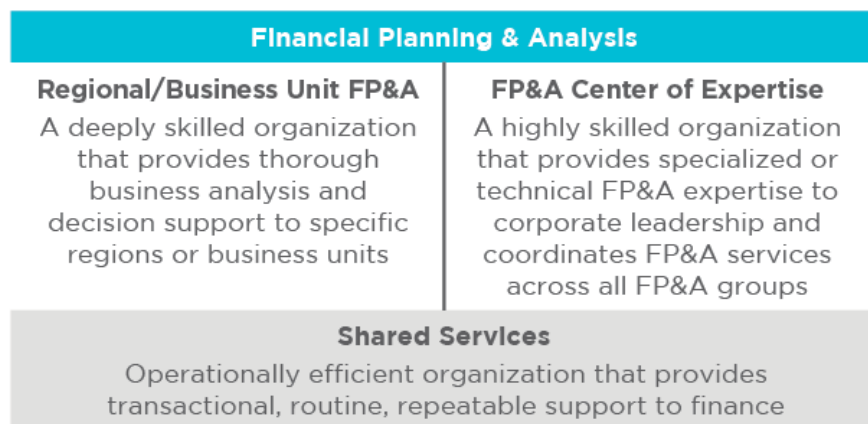 Financial Planning & Analysis
Regional/Business Unit FP&A
A deeply skilled organization
that provides thorough
business analysis and
decision support to specific
regions or business units
FP&A Center of Expertise
A highly skilled organization
that provides specialized or
technical FP&A expertise to
corporate leadership and
coordinates FP&A services
across all FP&A groups
Shared Services
Operationally efficient organization that provides
transactional, routine, repeatable support to finance